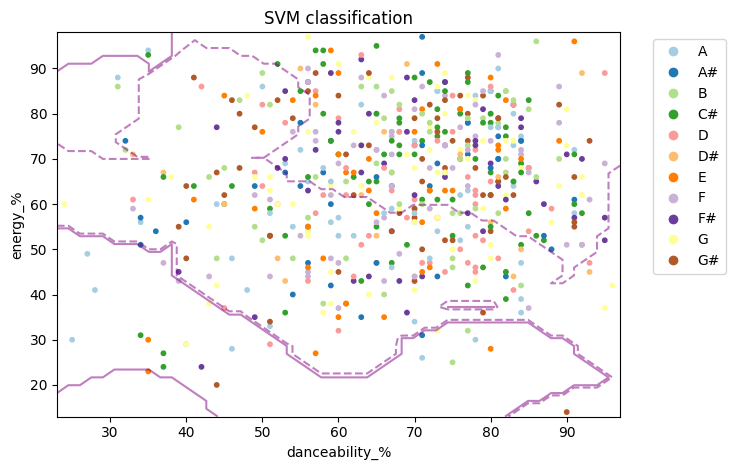 SVM classification
energy_%
90
80
70
60
50
40
30
20
30
40
50
60
70
80
90
danceability_%
A
A#
B
C#
D
D#
E
F
F#
G
G#